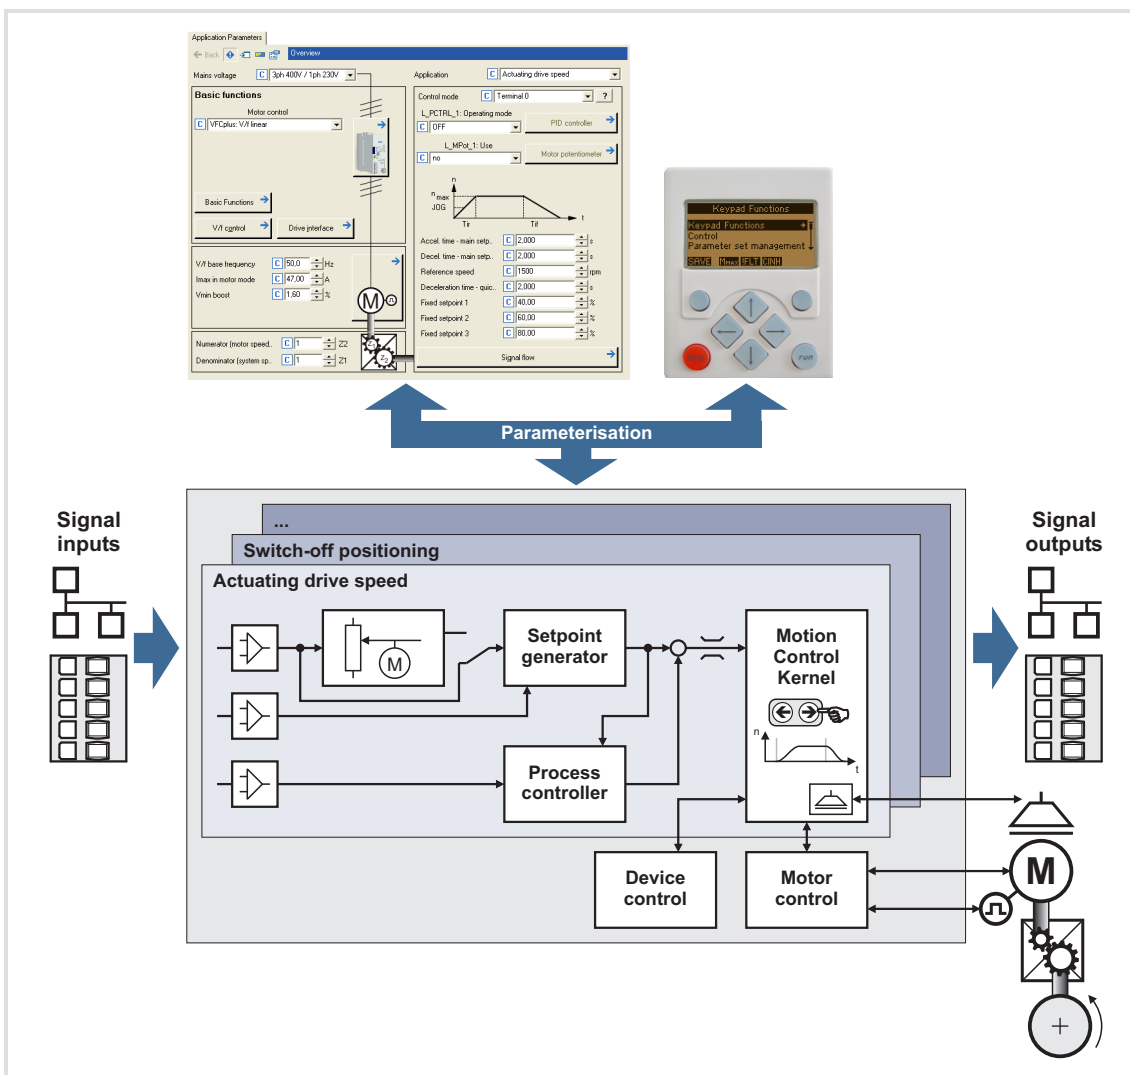 Application Parameters
Back
Overview
Mains voltage C 3ph 400V / 1ph 230V
Application C Actuating drive speed
Basic functions
Motor control
C VFCplus: V/f linear
Basic Functions
V/f control
Drive interface
Control mode C Terminal 0 ?
L_PCTRL_1: Operating mode
C OFF
PID controller
L_MPot_1: Use
C no
Motor potentiometer
n
n max
JOG
t
Tir Tif
Accel. time - main setp.. C 2,000 s
Decel. time - main setp.. C 2,000 s
Reference speed C 1500 rpm
Deceleration time - quic.. C 2,000 s
Fixed setpoint 1 C 40,00 %
Fixed setpoint 2 C 60,00 %
Fixed setpoint 3 C 80,00 %
Signal flow
V/f base frequency C 50,0 Hz
Imax in motor mode C 47,00 A
Vmin boost C 1,60 %
M
Numerator (motor speed.. C 1 Z2
Denominator (system sp.. C 1 Z1
Z1
Z2
Keypad Functions
Keypad Functions
Control
Parameter set management
SAVE Mmax IFLT CINH
run
Parameterisation
Signal
inputs
Signal
outputs
...
Switch-off positioning
Actuating drive speed
M
Setpoint
generator
Process
controller
Motion
Control
Kernel
n
t
Device
control
Motor
control
M